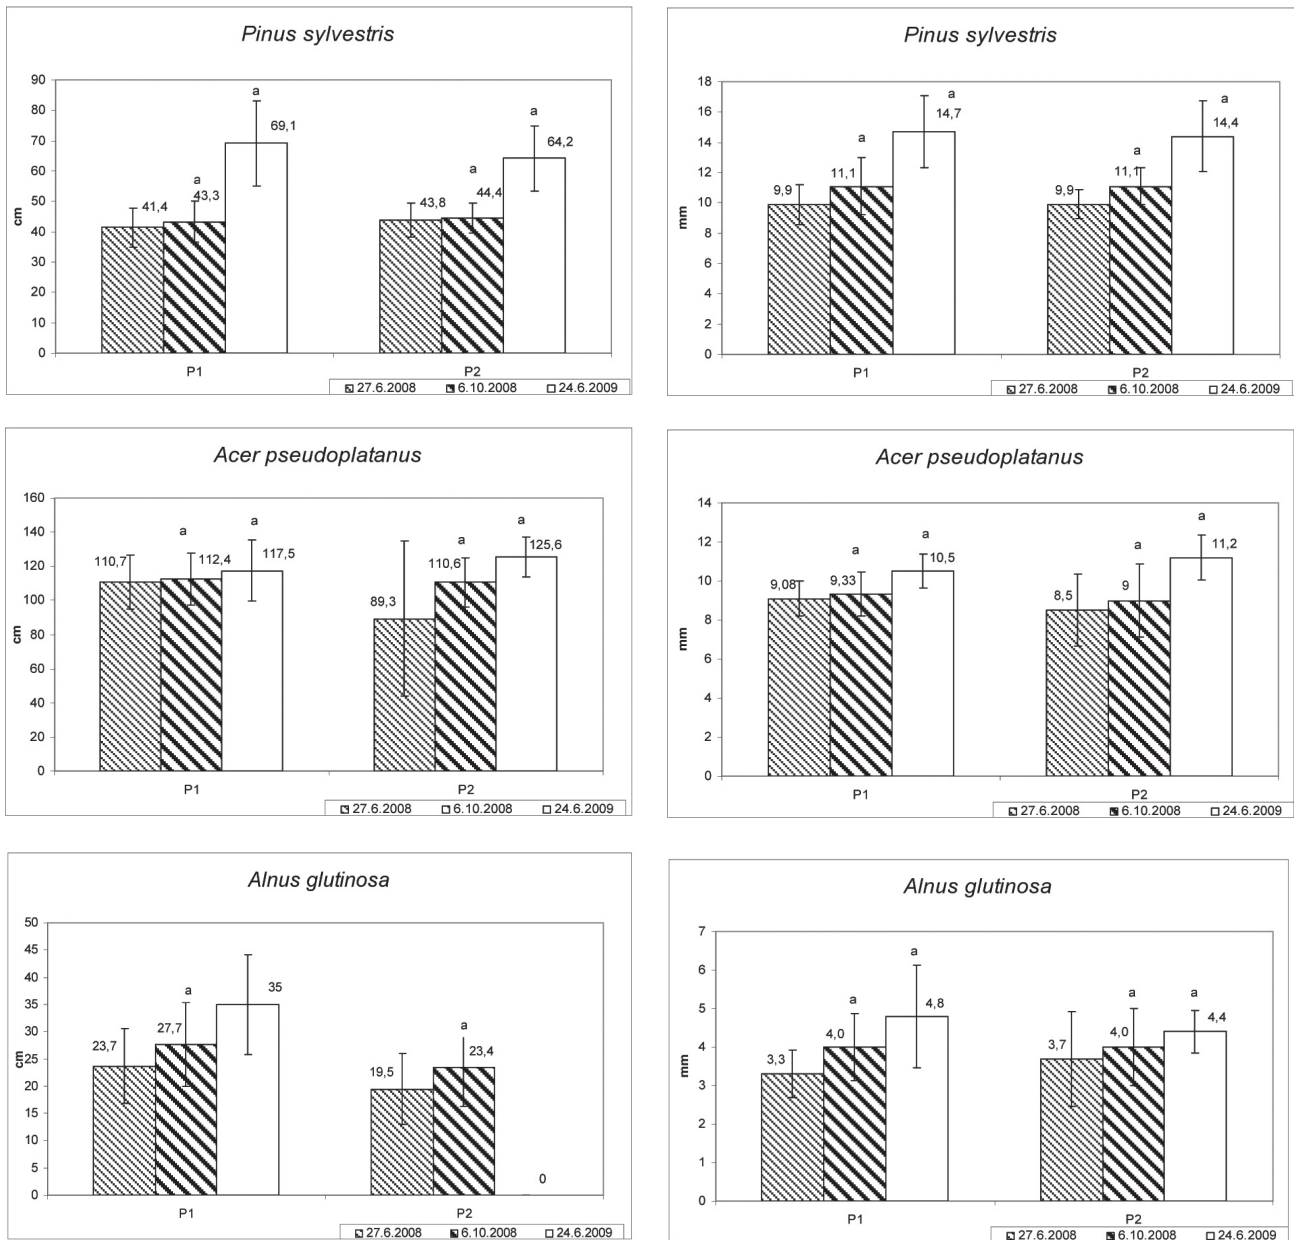 Pinus sylvestris
90
80
70
60
50
40
30
20
10
0
cm
a
69,1
a
43,3
41,4
a
64,2
a
44,4
43,8
P1
P2
27.6.2008 6.10.2008 24.6.2009
Pinus sylvestris
18
16
14
12
10
8
6
4
2
0
mm
a
14,7
a
11,1
9,9
a
14,4
a
11,1
9,9
P1
P2
27.6.2008 6.10.2008 24.6.2009
Acer pseudoplatanus
160
140
120
100
80
60
40
20
0
cm
110,7
a
112,4
a
117,5
89,3
a
110,6
a
125,6
P1
P2
27.6.2008 6.10.2008 24.6.2009
Acer pseudoplatanus
14
12
10
8
6
4
2
0
mm
9,08
a
9,33
a
10,5
8,5
a
9
a
11,2
P1
P2
27.6.2008 6.10.2008 24.6.2009
Alnus glutinosa
50
45
40
35
30
25
20
15
10
5
0
cm
23,7
a
27,7
35
19,5
a
23,4
0
P1
P2
27.6.2008 6.10.2008 24.6.2009
Alnus glutinosa
7
6
5
4
3
2
1
0
mm
3,3
a
4,0
a
4,8
3,7
a
4,0
a
4,4
P1
P2
27.6.2008 6.10.2008 24.6.2009